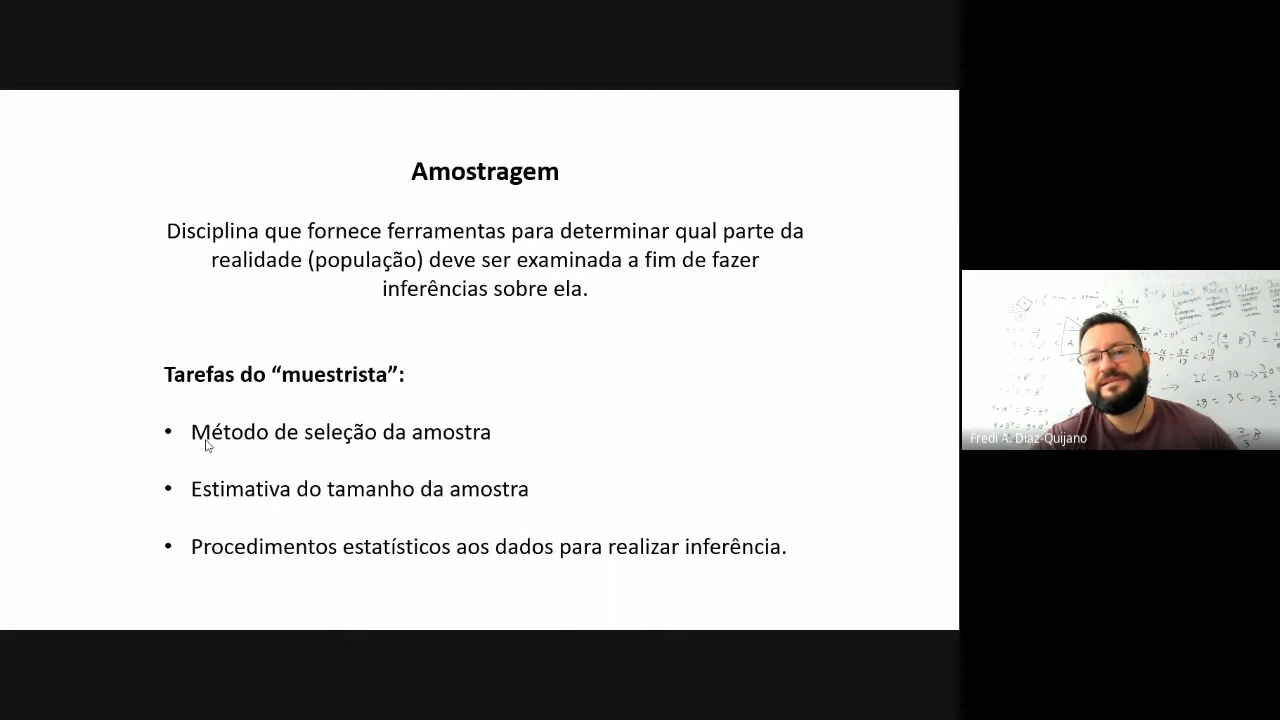 Amostragem
Disciplina que fornece ferramentas para determinar qual parte da
realidade (população) deve ser examinada a fim de fazer
inferências sobre ela.
Tarefas do “muestrista”:
• Método de seleção da amostra
• Estimativa do tamanho da amostra
• Procedimentos estatísticos aos dados para realizar inferência.
Fredi A. Diaz-Quijano